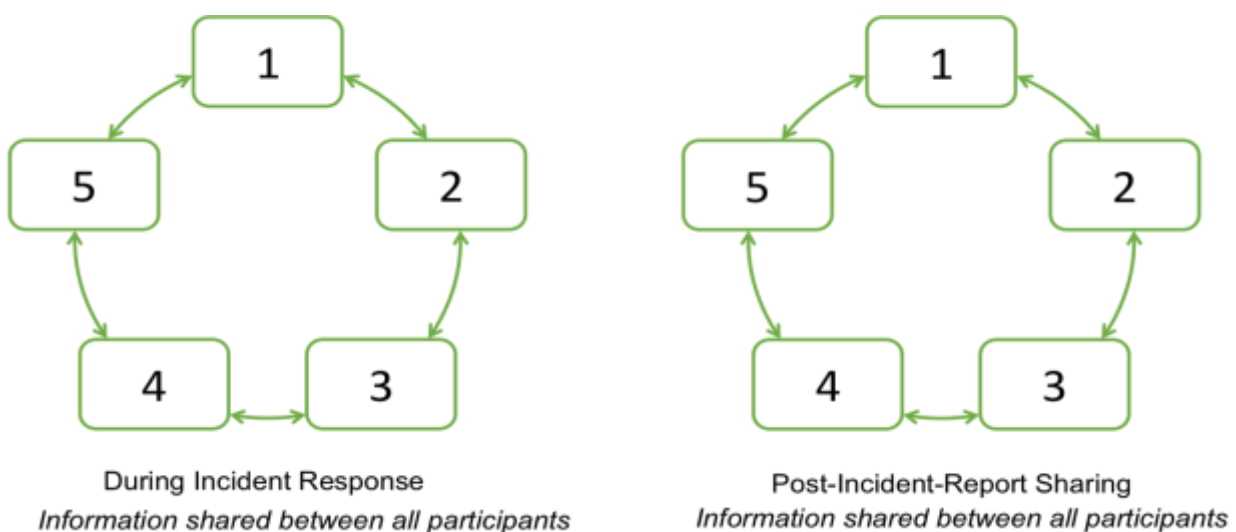 1
5
2
4
3
During Incident Response
Information shared between all participants
1
5
2
4
3
Post-Incident-Report Sharing
Information shared between all participants